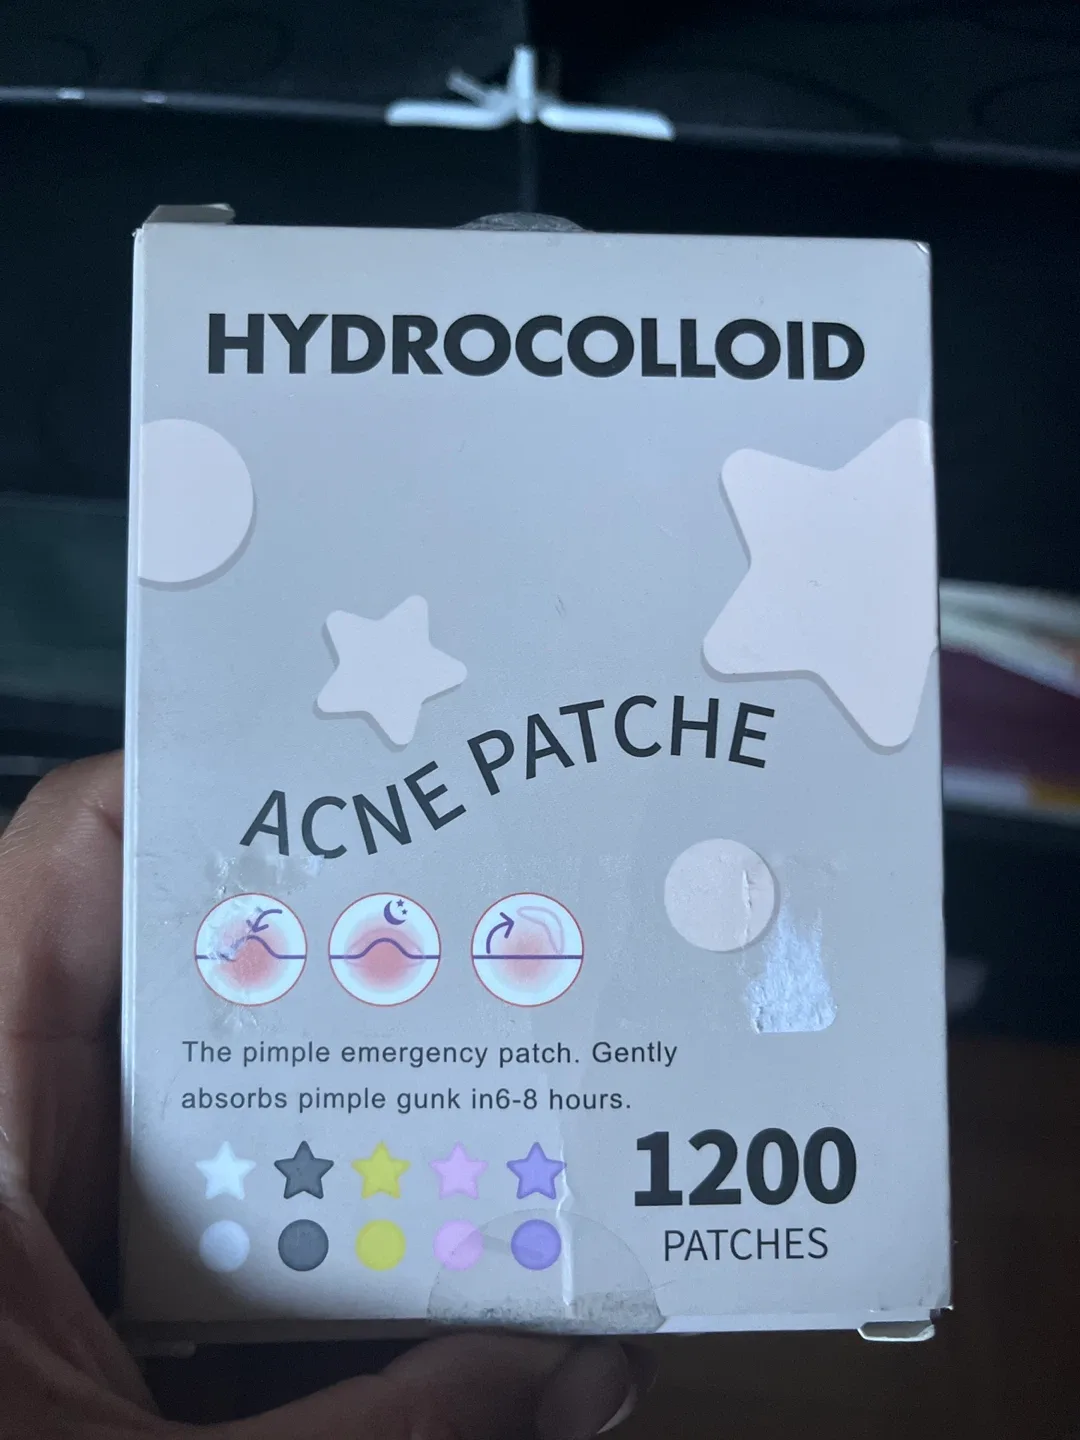 HYDROCOLLOID
ACNE PATCHE
The pimple emergency patch. Gently
absorbs pimple gunk in6-8 hours.
1200
PATCHES